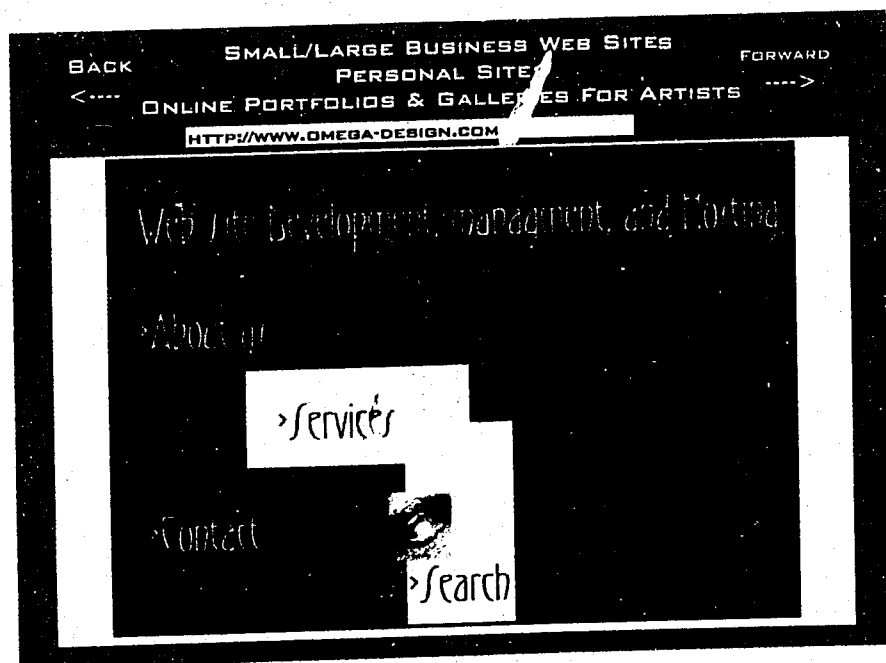 BACK
SMALL/LARGE BUSINESS WEB SITES
FORWARD
PERSONAL SITES
<----
---->
ONLINE PORTFOLIOS & GALLERIES FOR ARTISTS
HTTP://WWW.OMEGA-DESIGN.COM
Web site Development, managment, and Hosting
>About us
>Services
>Contact
>Search